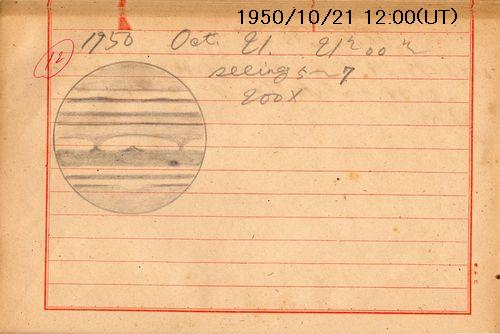 1950/10/21 12:00(UT)
12
1950 Oct. 21. 21h00m
seeing 5~7
200X